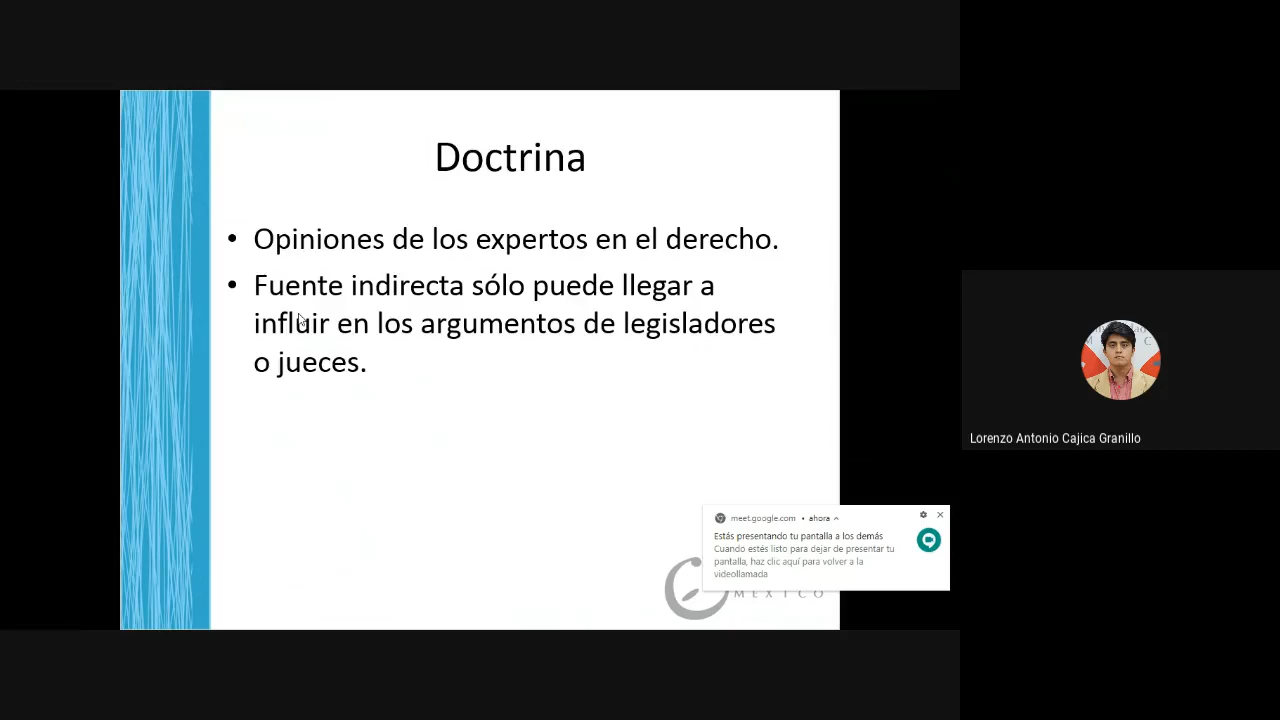 Doctrina
• Opiniones de los expertos en el derecho.
• Fuente indirecta sólo puede llegar a
influir en los argumentos de legisladores
o jueces.
meet.google.com • ahora
Estás presentando tu pantalla a los demás
Cuando estés listo para dejar de presentar tu
pantalla, haz clic aquí para volver a la
videollamada
MÉXICO
Lorenzo Antonio Cajica Granillo